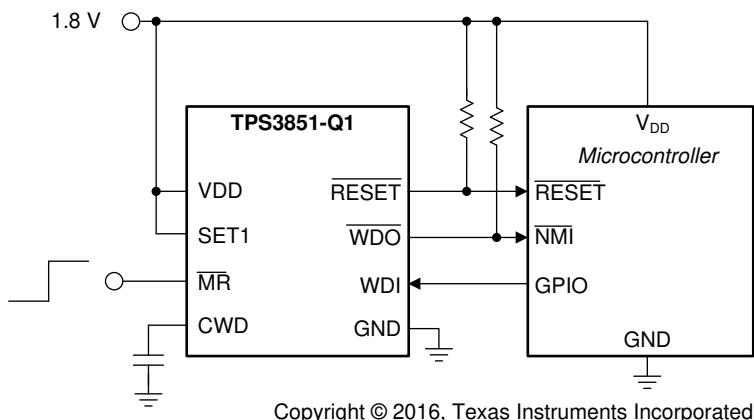 1.8 V
TPS3851-Q1
VDD
SET1
MR
CWD
RESET
WDO
WDI
GND
VDD
Microcontroller
RESET
NMI
GPIO
GND
Copyright © 2016, Texas Instruments Incorporated